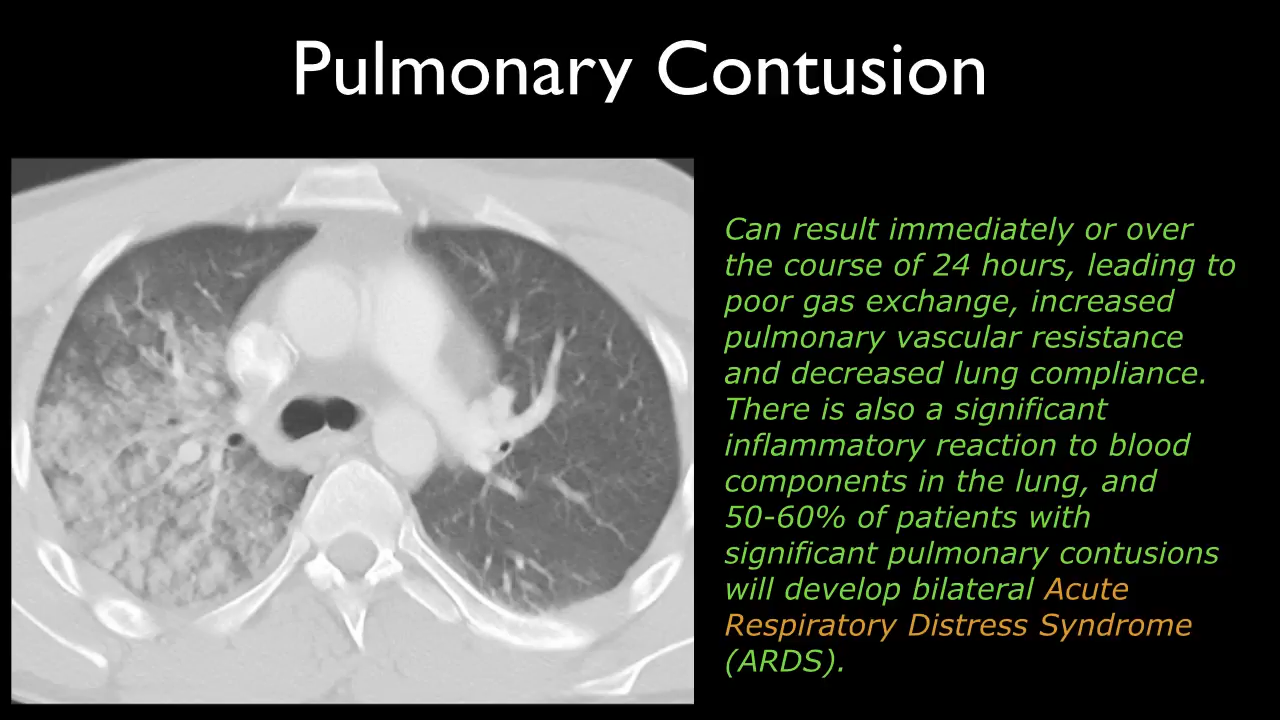 Pulmonary Contusion
Can result immediately or over
the course of 24 hours, leading to
poor gas exchange, increased
pulmonary vascular resistance
and decreased lung compliance.
There is also a significant
inflammatory reaction to blood
components in the lung, and
50-60% of patients with
significant pulmonary contusions
will develop bilateral Acute
Respiratory Distress Syndrome
(ARDS).